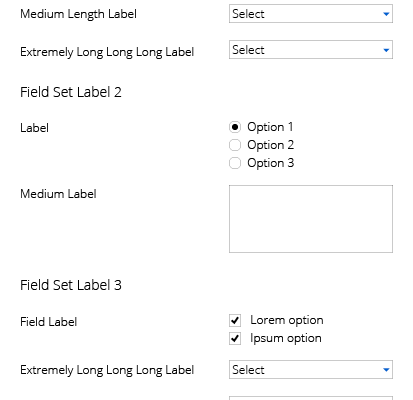 Medium Length Label Select
Extremely Long Long Long Label Select
Field Set Label 2
Label Option 1
Option 2
Option 3
Medium Label
Field Set Label 3
Field Label Lorem option
Ipsum option
Extremely Long Long Long Label Select